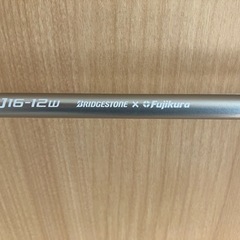 J16-12W BRIDGESTONE × Fujikura